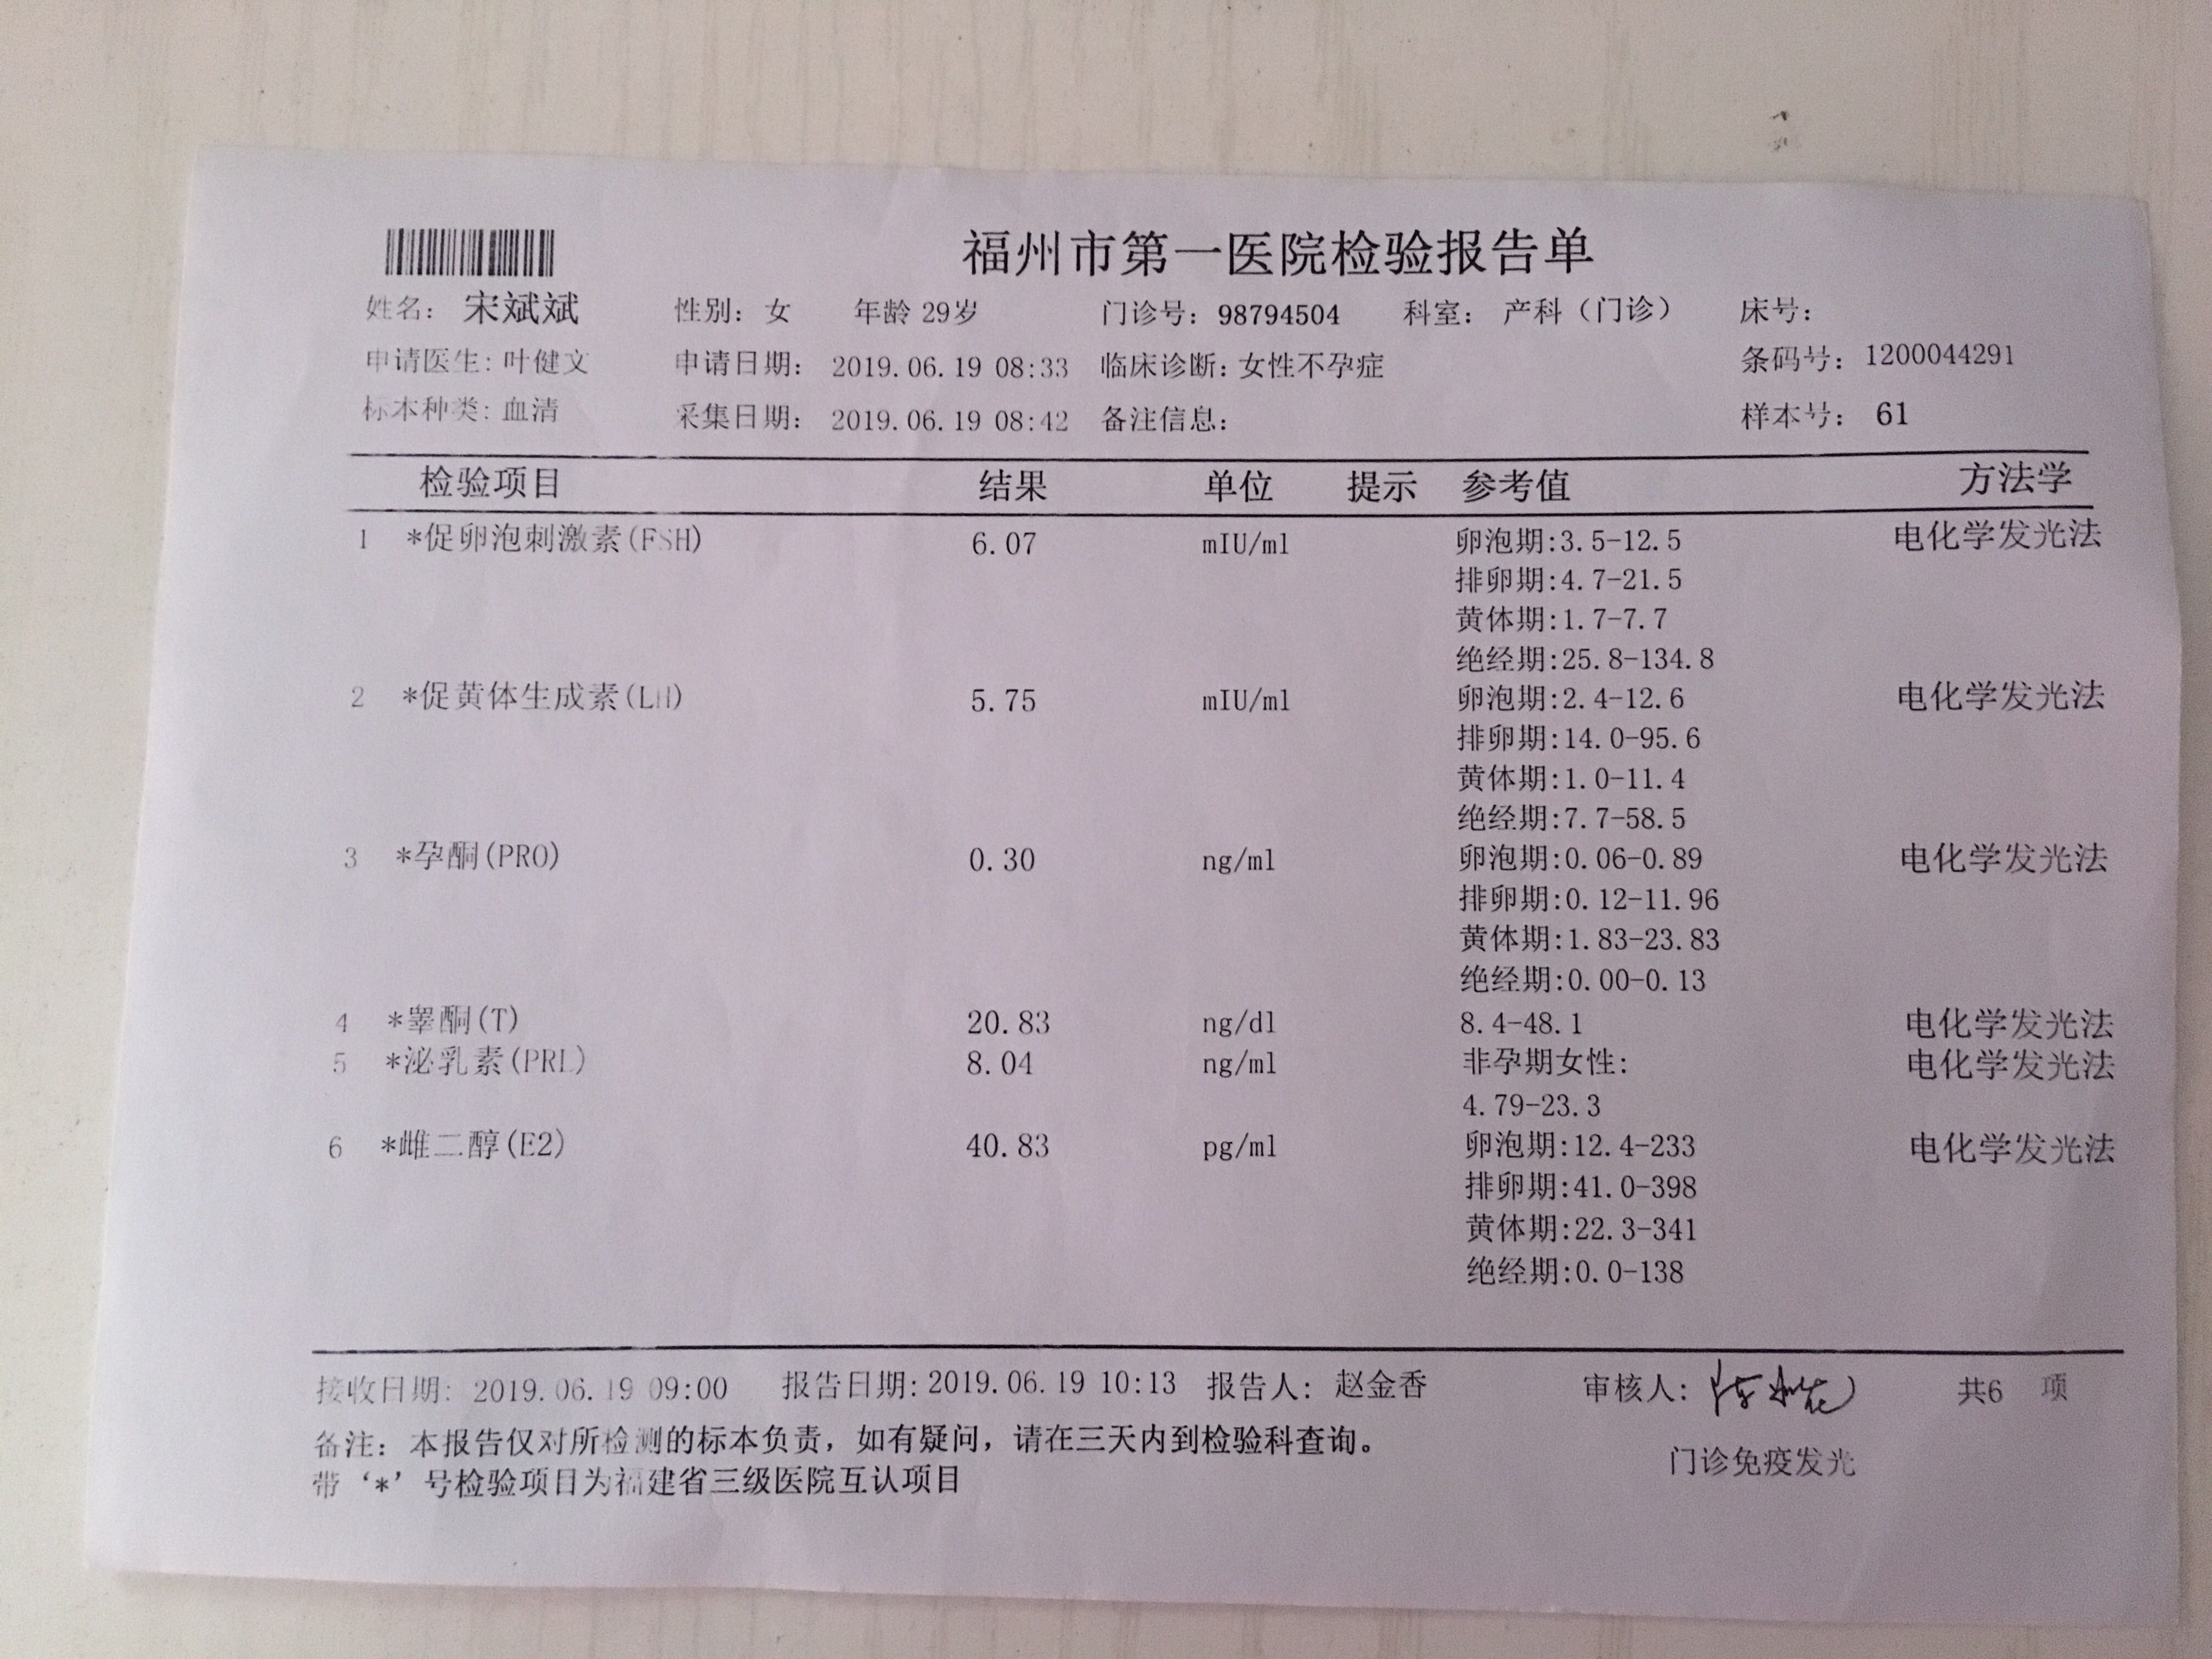 福州市第一医院检验报告单
姓名： 宋斌斌 性别：女 年龄 29岁 门诊号：98794504 科室： 产科（门诊） 床号：
申请医生：叶健文 申请日期： 2019.06.19 08:33 临床诊断：女性不孕症 条码号：1200044291
标本种类：血清 采集日期： 2019.06.19 08:42 备注信息： 样本号： 61
检验项目 结果 单位 提示 参考值 方法学
1 *促卵泡刺激素(FSH) 6.07 mIU/ml 卵泡期:3.5-12.5 电化学发光法
排卵期:4.7-21.5
黄体期:1.7-7.7
绝经期:25.8-134.8
2 *促黄体生成素(LH) 5.75 mIU/ml 卵泡期:2.4-12.6 电化学发光法
排卵期:14.0-95.6
黄体期:1.0-11.4
绝经期:7.7-58.5
3 *孕酮(PRO) 0.30 ng/ml 卵泡期:0.06-0.89 电化学发光法
排卵期:0.12-11.96
黄体期:1.83-23.83
绝经期:0.00-0.13
4 *睾酮(T) 20.83 ng/dl 8.4-48.1 电化学发光法
5 *泌乳素(PRL) 8.04 ng/ml 非孕期女性: 电化学发光法
4.79-23.3
6 *雌二醇(E2) 40.83 pg/ml 卵泡期:12.4-233 电化学发光法
排卵期:41.0-398
黄体期:22.3-341
绝经期:0.0-138
接收日期：2019.06.19 09:00 报告日期：2019.06.19 10:13 报告人：赵金香 审核人： 共6 项
备注：本报告仅对所检测的标本负责，如有疑问，请在三天内到检验科查询。
门诊免疫发光
带‘*’号检验项目为福建省三级医院互认项目